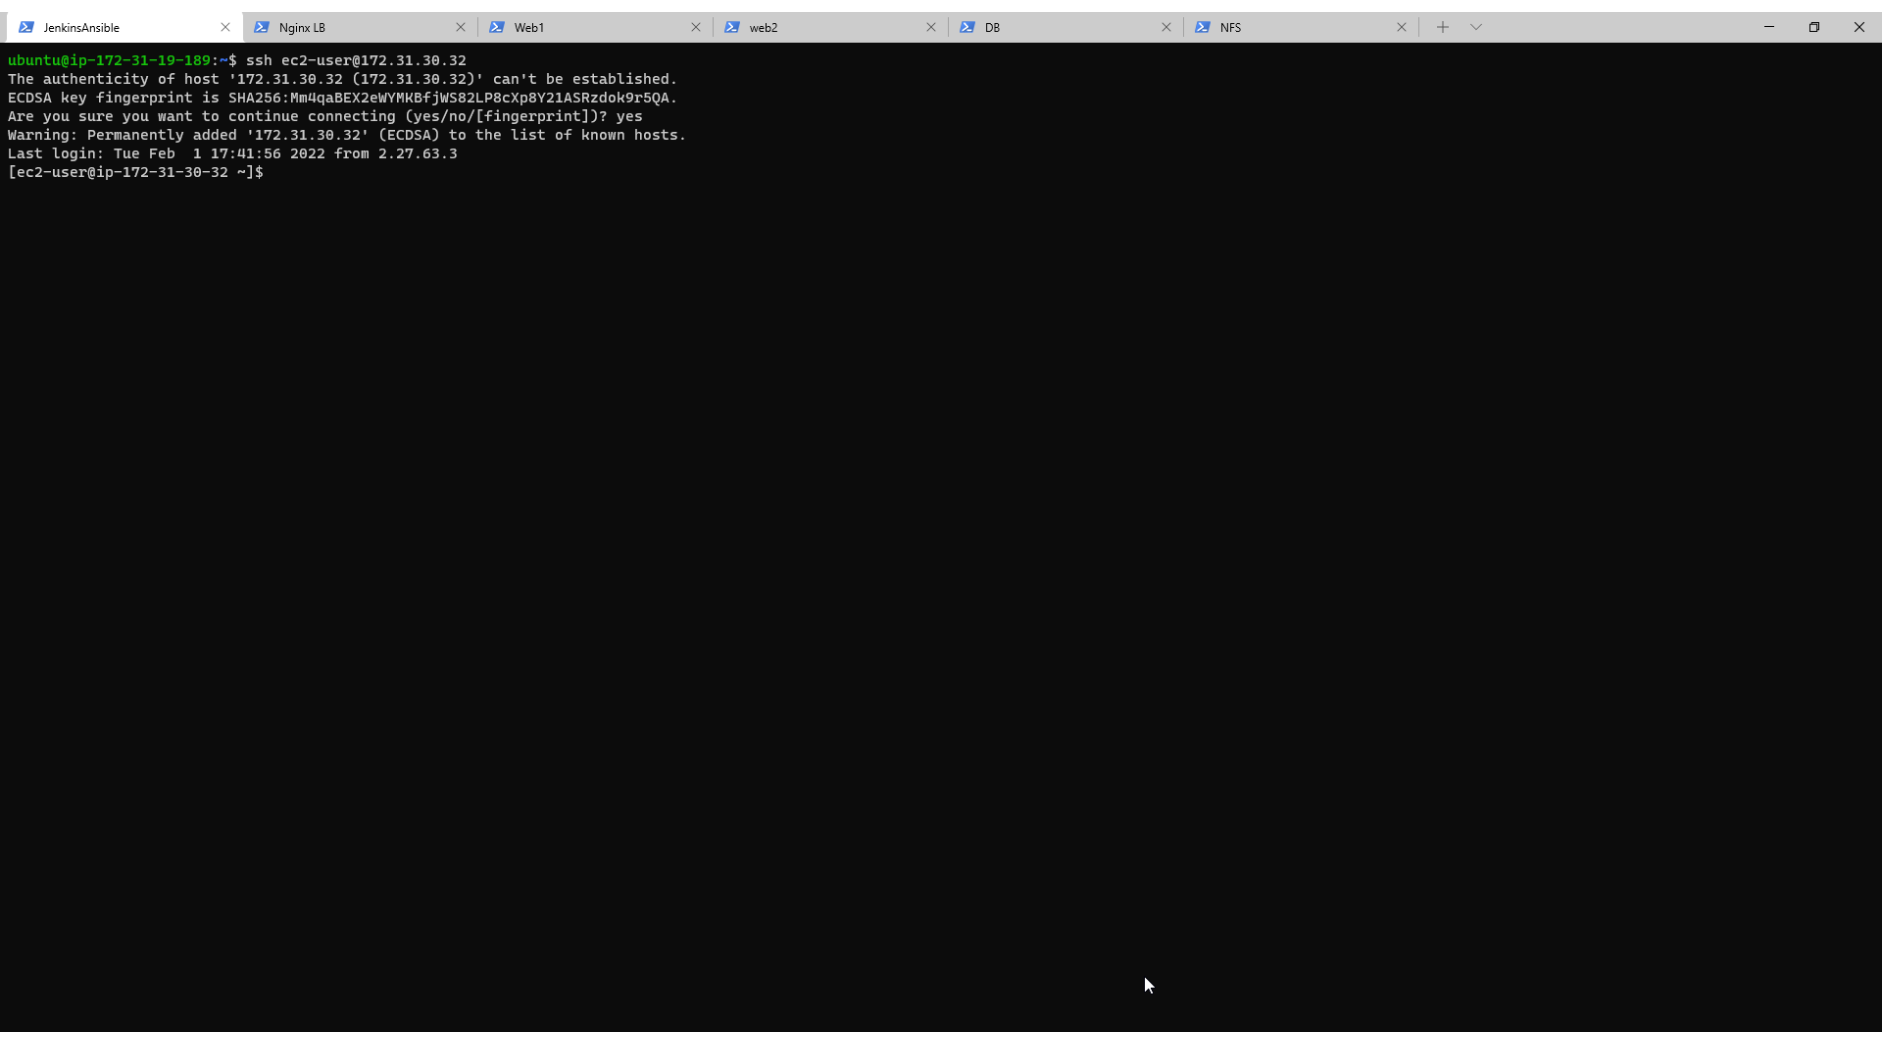 JenkinsAnsible
Nginx LB
Web1
web2
DB
NFS
ubuntu@ip-172-31-19-189:~$ ssh ec2-user@172.31.30.32
The authenticity of host '172.31.30.32 (172.31.30.32)' can't be established.
ECDSA key fingerprint is SHA256:Mm4qaBEX2eWYMKBfjWS82LP8cXp8Y21ASRzdok9r5QA.
Are you sure you want to continue connecting (yes/no/[fingerprint])? yes
Warning: Permanently added '172.31.30.32' (ECDSA) to the list of known hosts.
Last login: Tue Feb  1 17:41:56 2022 from 2.27.63.3
[ec2-user@ip-172-31-30-32 ~]$